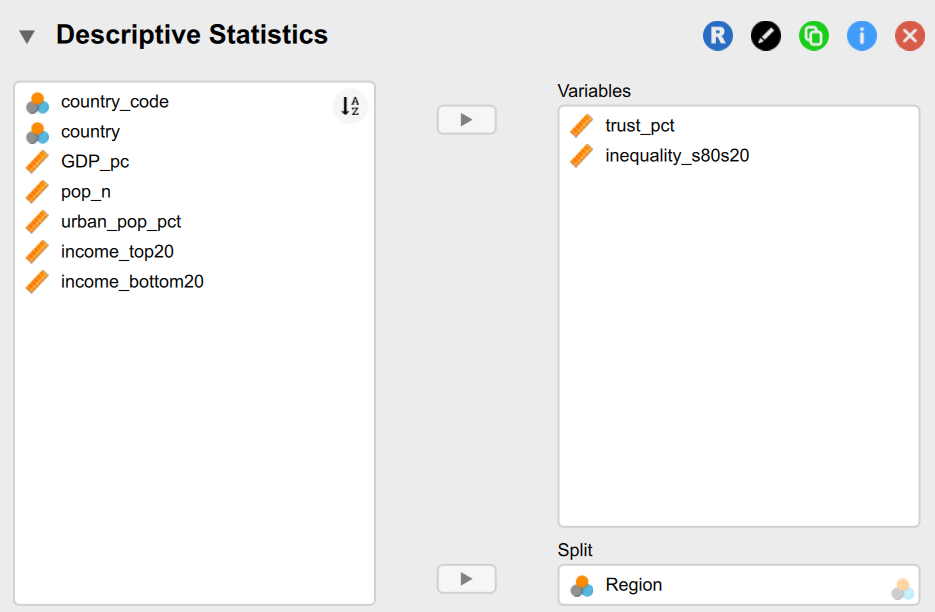 Descriptive Statistics
R
i
country_code
A
Z
country
GDP_pc
pop_n
urban_pop_pct
income_top20
income_bottom20
Variables
trust_pct
inequality_s80s20
Split
Region